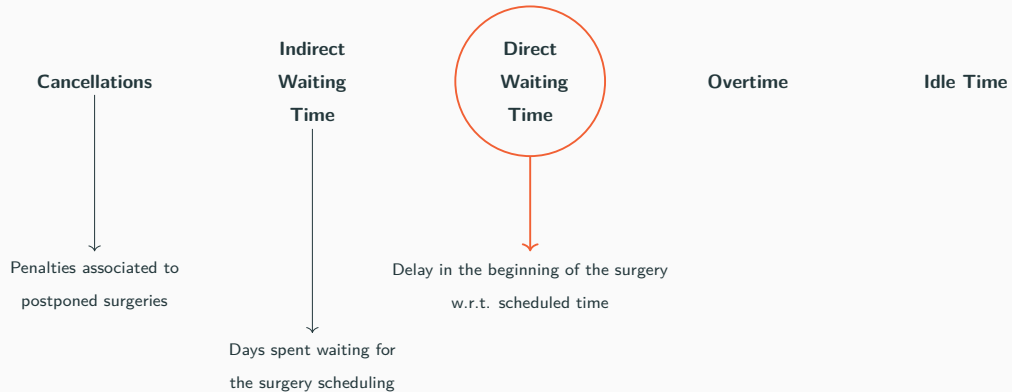 Cancellations
Indirect
Waiting
Time
Direct
Waiting
Time
Overtime
Idle Time
Penalties associated to
postponed surgeries
Days spent waiting for
the surgery scheduling
Delay in the beginning of the surgery
w.r.t. scheduled time